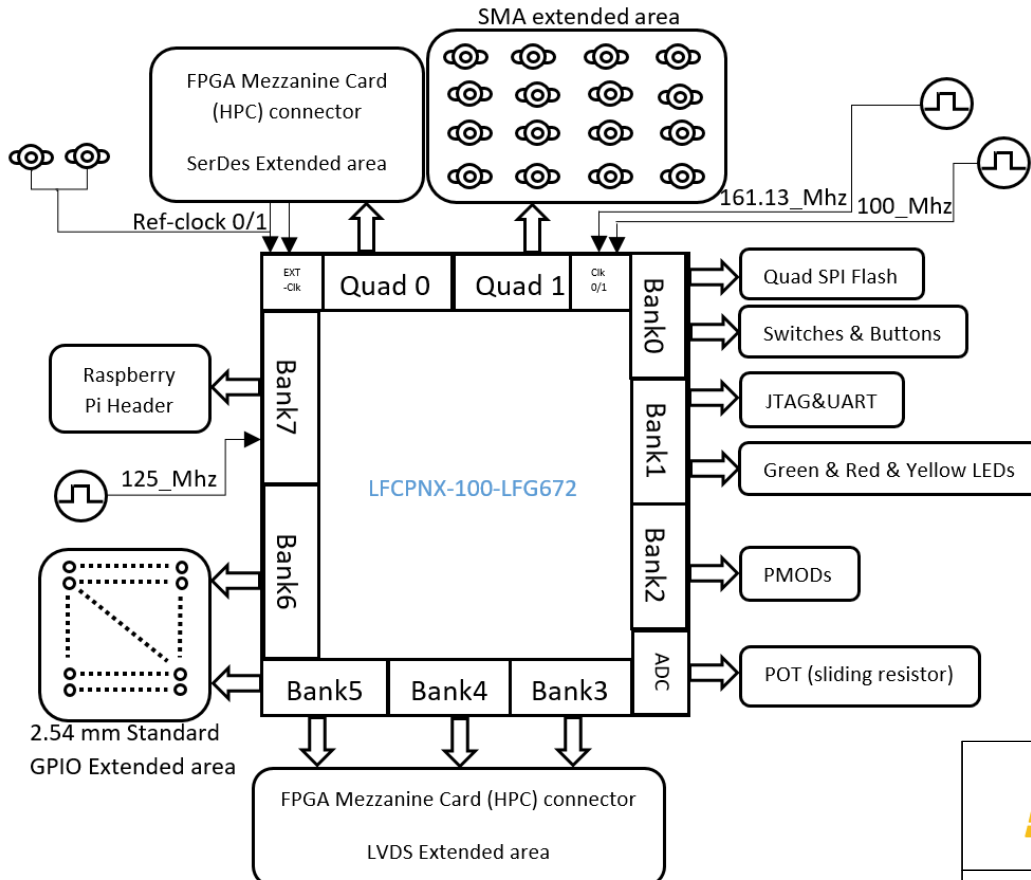 SMA extended area
FPGA Mezzanine Card
(HPC) connector
SerDes Extended area
161.13_Mhz
100_Mhz
Ref-clock 0/1
EXT
-Clk
Quad 0
Quad 1
Clk
0/1
Bank0
Quad SPI Flash
Switches & Buttons
Raspberry
Pi Header
Bank7
Bank1
JTAG&UART
125_Mhz
Green & Red & Yellow LEDs
LFCPNX-100-LFG672
Bank6
Bank2
PMODs
ADC
POT (sliding resistor)
Bank5
Bank4
Bank3
2.54 mm Standard
GPIO Extended area
FPGA Mezzanine Card (HPC) connector
LVDS Extended area